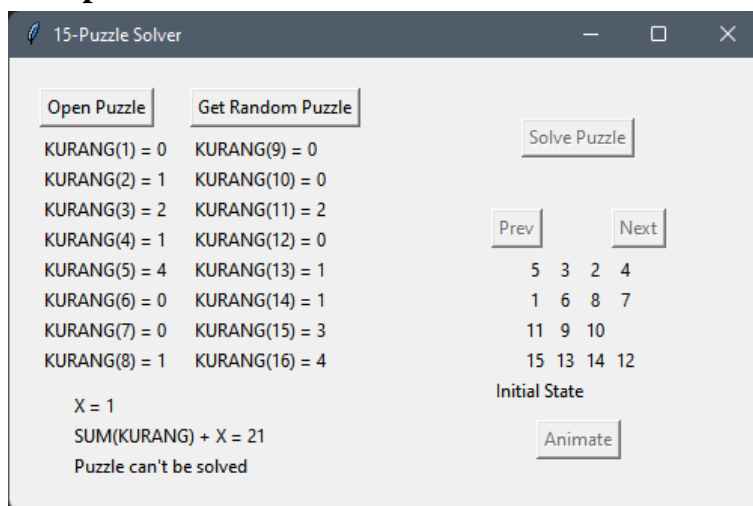 15-Puzzle Solver
Open Puzzle Get Random Puzzle
Solve Puzzle
KURANG(1) = 0 KURANG(9) = 0
KURANG(2) = 1 KURANG(10) = 0
KURANG(3) = 2 KURANG(11) = 2
KURANG(4) = 1 KURANG(12) = 0
KURANG(5) = 4 KURANG(13) = 1
KURANG(6) = 0 KURANG(14) = 1
KURANG(7) = 0 KURANG(15) = 3
KURANG(8) = 1 KURANG(16) = 4
X = 1
SUM(KURANG) + X = 21
Puzzle can't be solved
Prev Next
5 3 2 4
1 6 8 7
11 9 10
15 13 14 12
Initial State
Animate